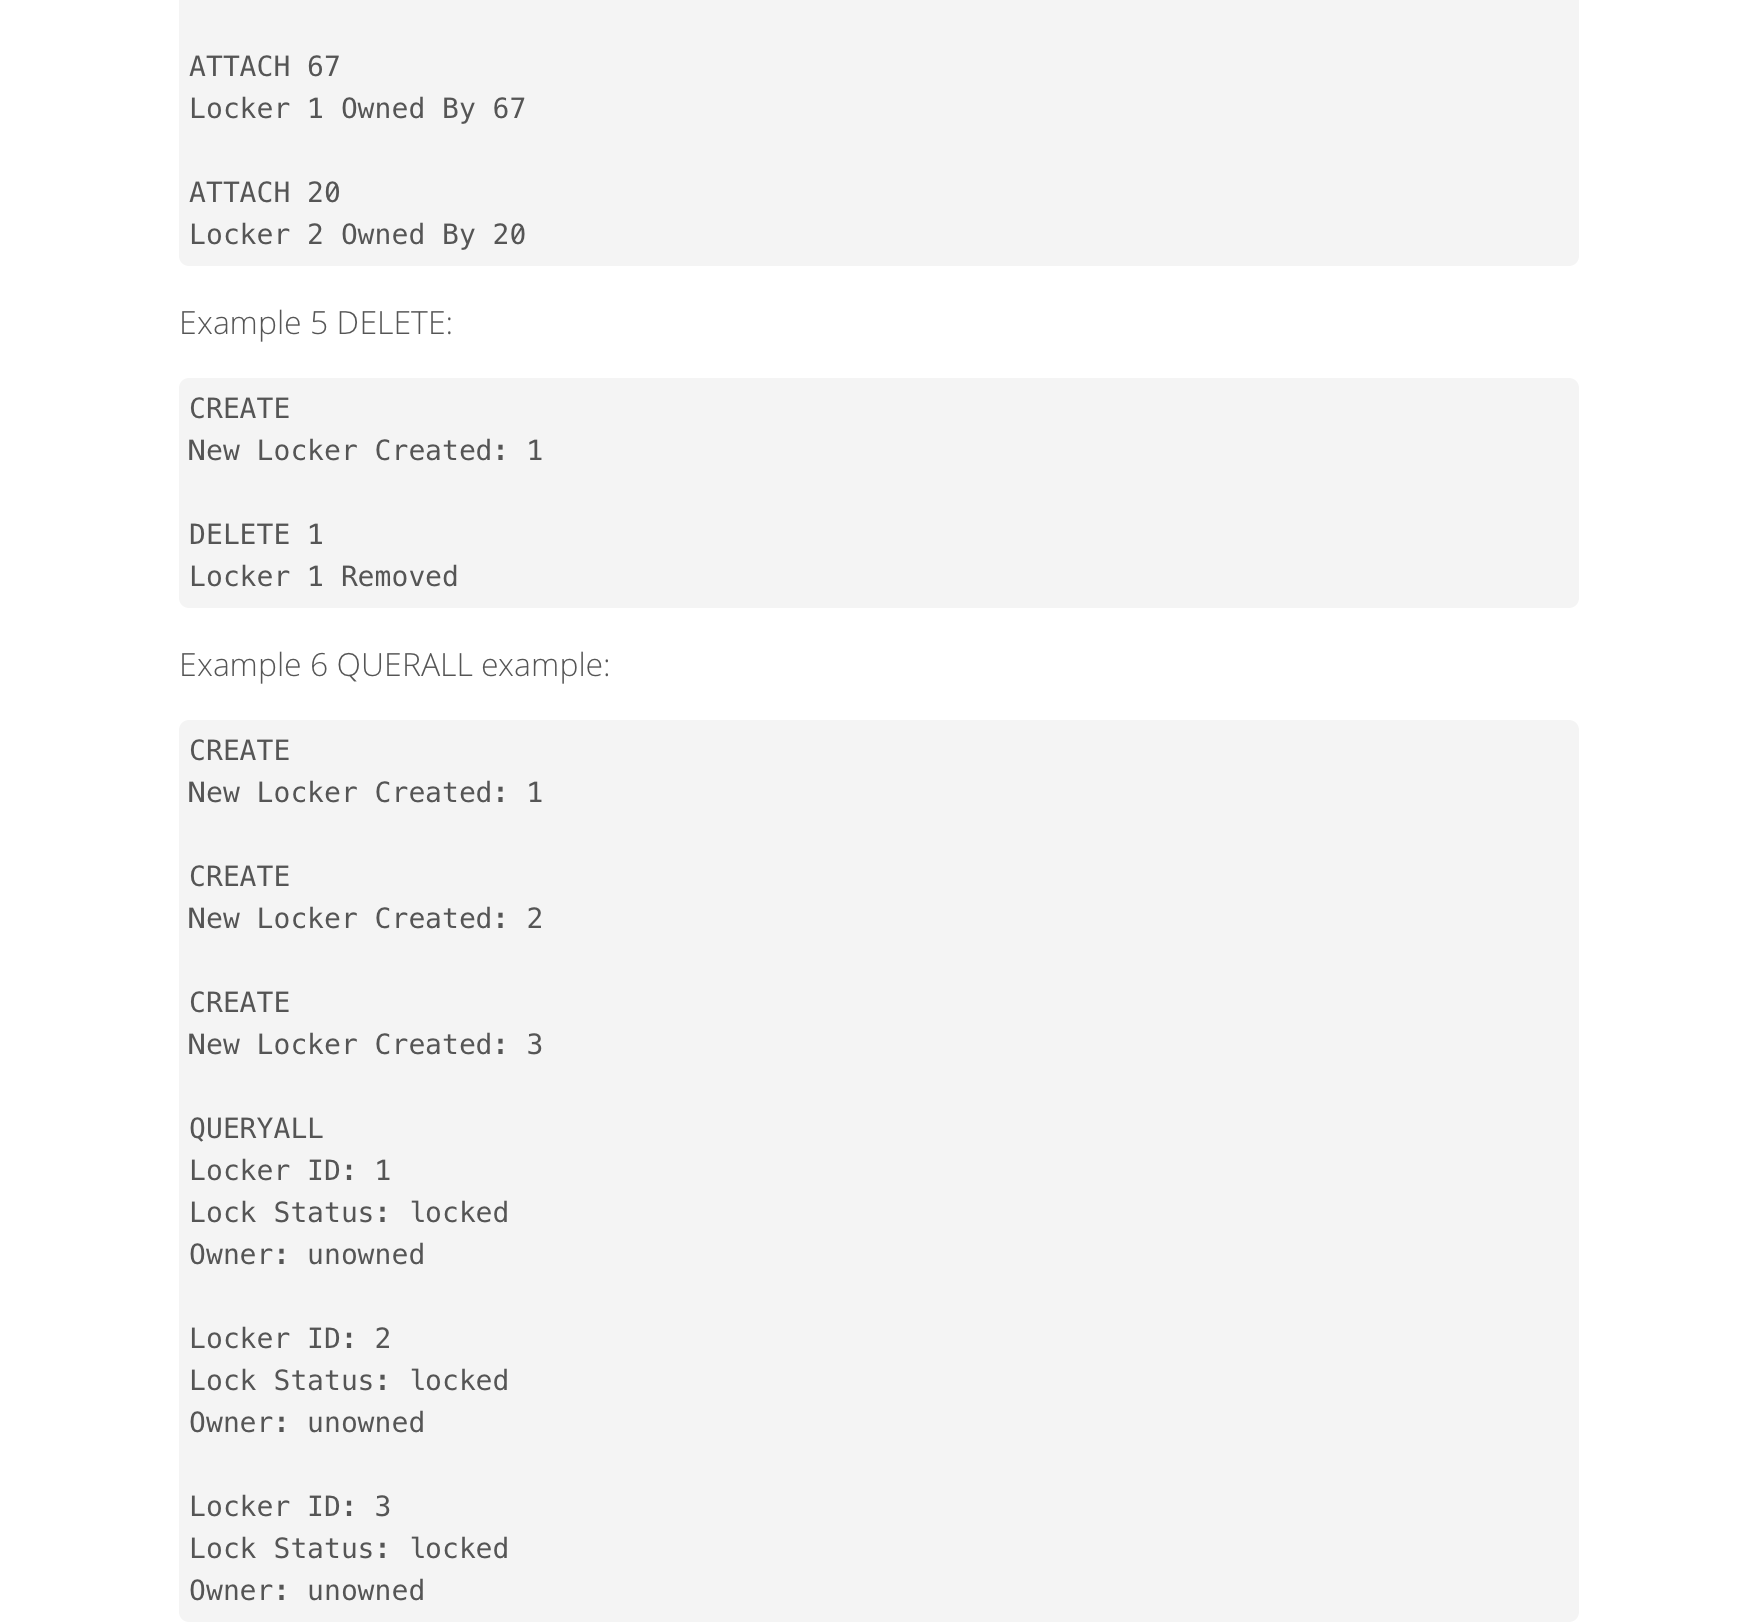 ATTACH 67
Locker 1 Owned By 67
ATTACH 20
Locker 2 Owned By 20
Example 5 DELETE:
CREATE
New Locker Created: 1
DELETE 1
Locker 1 Removed
Example 6 QUERALL example:
CREATE
New Locker Created: 1
CREATE
New Locker Created: 2
CREATE
New Locker Created: 3
QUERYALL
Locker ID: 1
Lock Status: locked
Owner: unowned
Locker ID: 2
Lock Status: locked
Owner: unowned
Locker ID: 3
Lock Status: locked
Owner: unowned